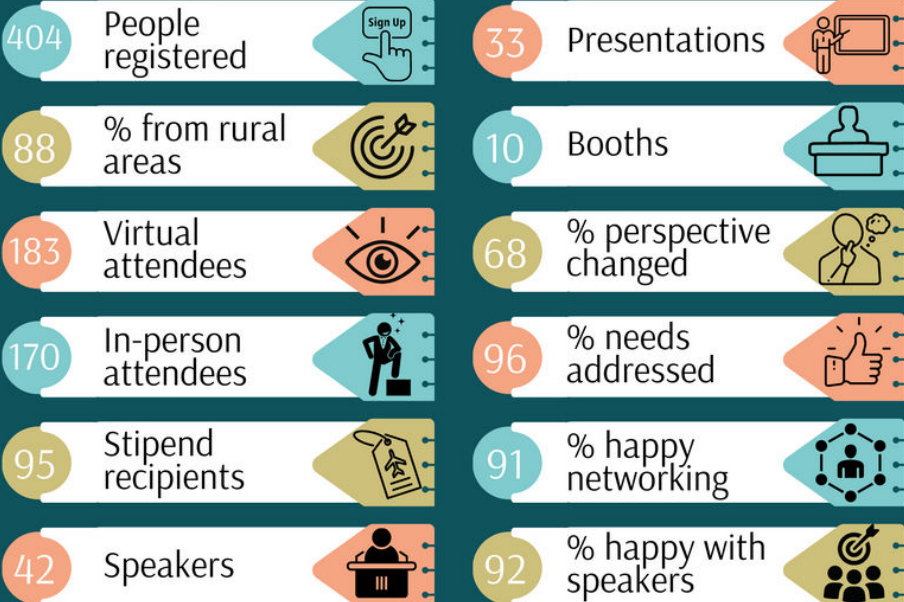 404
People
registered
Sign Up
88
% from rural
areas
183
Virtual
attendees
170
In-person
attendees
95
Stipend
recipients
42
Speakers
33
Presentations
10
Booths
68
% perspective
changed
96
% needs
addressed
91
% happy
networking
92
% happy with
speakers